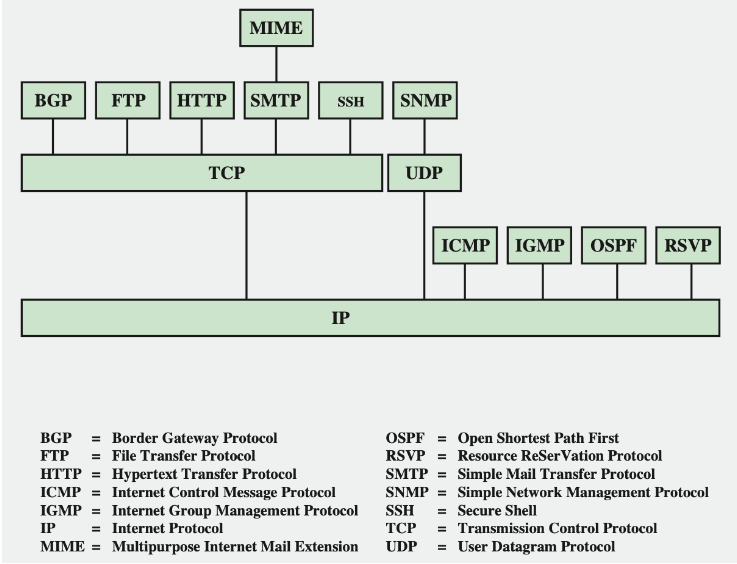 MIME
BGP FTP HTTP SMTP SSH SNMP
TCP UDP
ICMP IGMP OSPF RSVP
IP
BGP = Border Gateway Protocol
FTP = File Transfer Protocol
HTTP = Hypertext Transfer Protocol
ICMP = Internet Control Message Protocol
IGMP = Internet Group Management Protocol
IP = Internet Protocol
MIME = Multipurpose Internet Mail Extension
OSPF = Open Shortest Path First
RSVP = Resource ReSerVation Protocol
SMTP = Simple Mail Transfer Protocol
SNMP = Simple Network Management Protocol
SSH = Secure Shell
TCP = Transmission Control Protocol
UDP = User Datagram Protocol